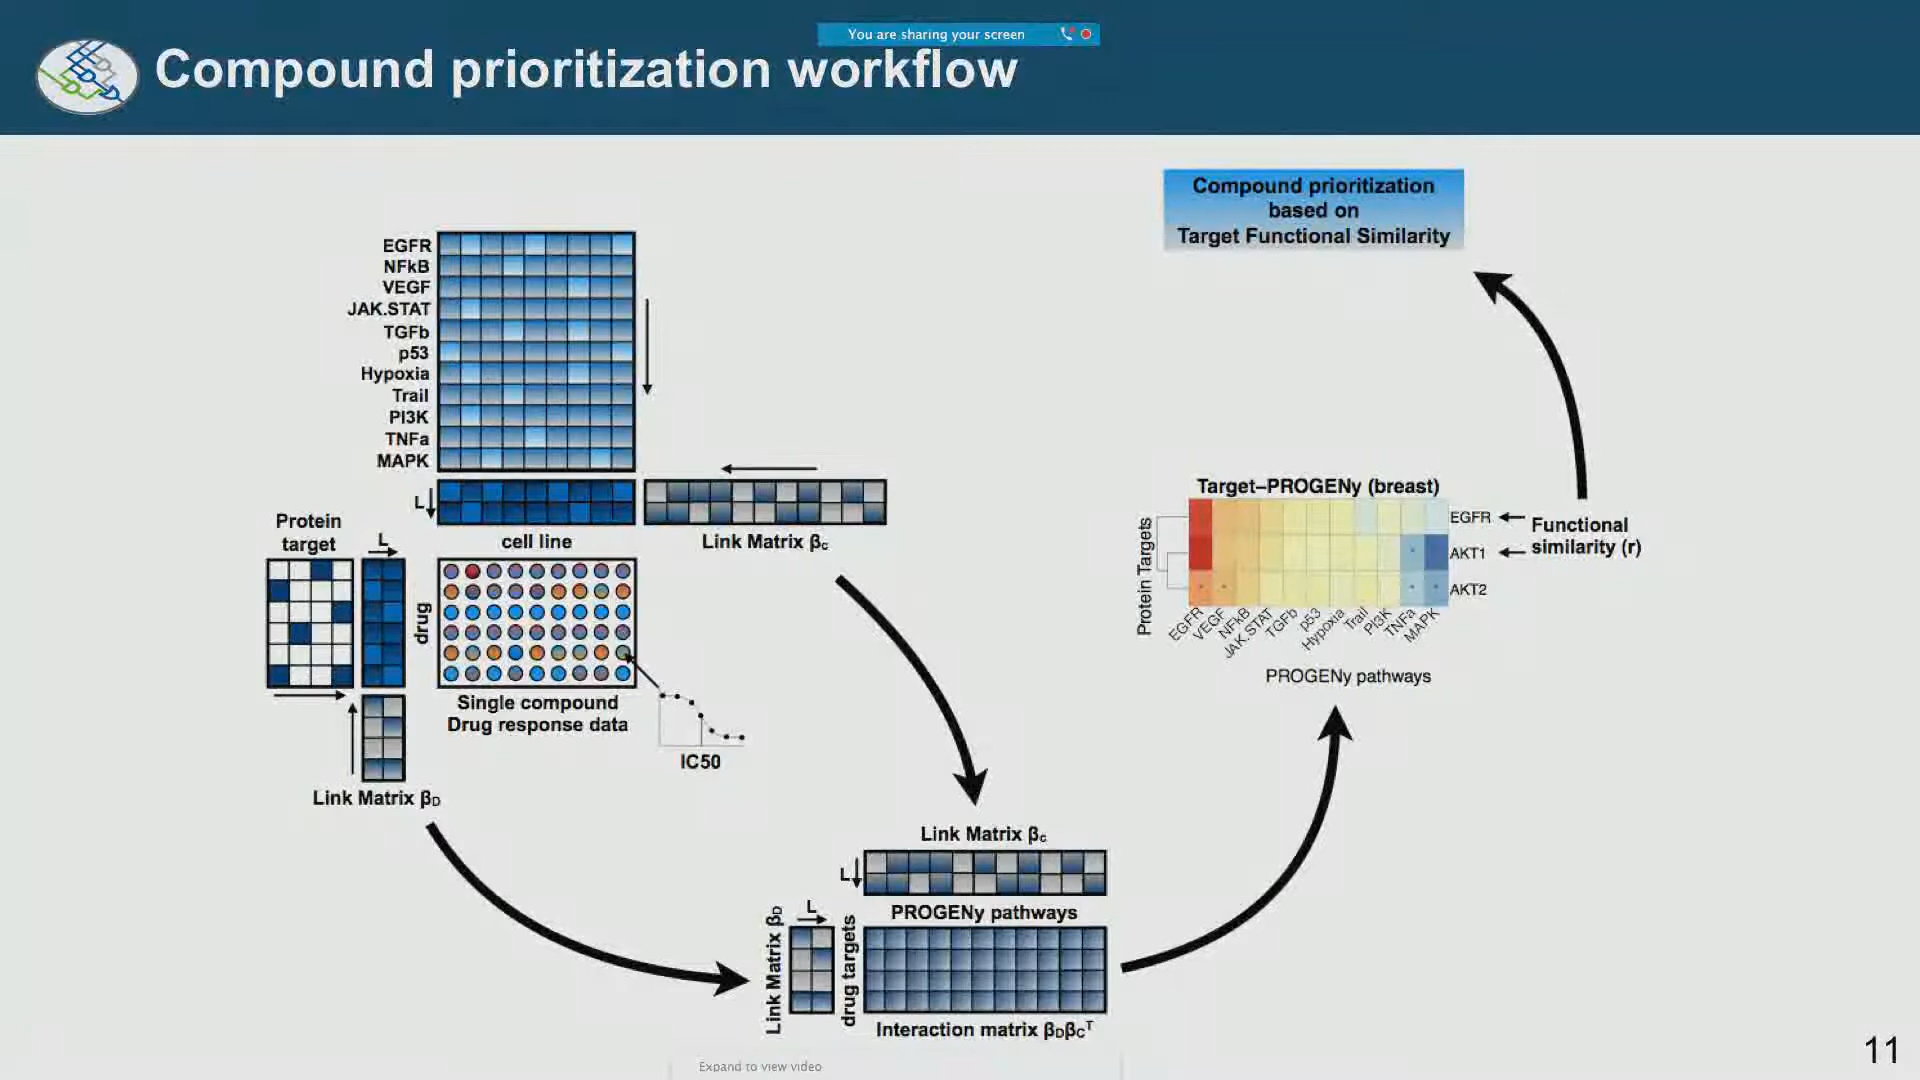 You are sharing your screen
Compound prioritization workflow
Compound prioritization
based on
Target Functional Similarity
EGFR
NFkB
VEGF
JAK.STAT
TGFb
p53
Hypoxia
Trail
PI3K
TNFa
MAPK
L
cell line
Link Matrix βc
Protein
target
L
drug
Single compound
Drug response data
IC50
Link Matrix βD
Target–PROGENy (breast)
Protein Targets
EGFR
AKT1
AKT2
Functional
similarity (r)
EGFR
VEGF
NFkB
JAK.STAT
TGFb
p53
Hypoxia
Trail
PI3K
TNFa
MAPK
PROGENy pathways
Link Matrix βc
L
PROGENy pathways
L
Link Matrix βD
drug targets
Interaction matrix βDβCT
Expand to view video
11